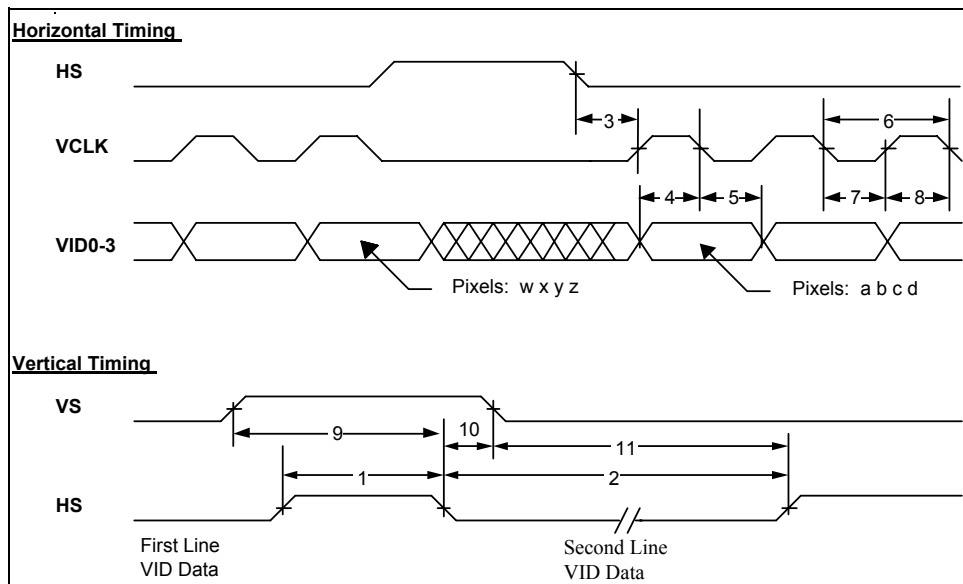 Horizontal Timing
HS
3
6
VCLK
4
5
7
8
VID0-3
Pixels: w x y z
Pixels: a b c d
Vertical Timing
VS
9
10
11
1
2
HS
First Line
VID Data
Second Line
VID Data